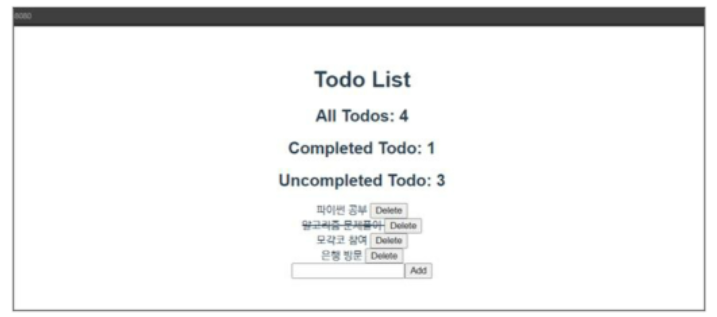 8080
Todo List
All Todos: 4
Completed Todo: 1
Uncompleted Todo: 3
파이썬 공부 Delete
알고리즘 문제풀이 Delete
모각코 참여 Delete
은행 방문 Delete
Add